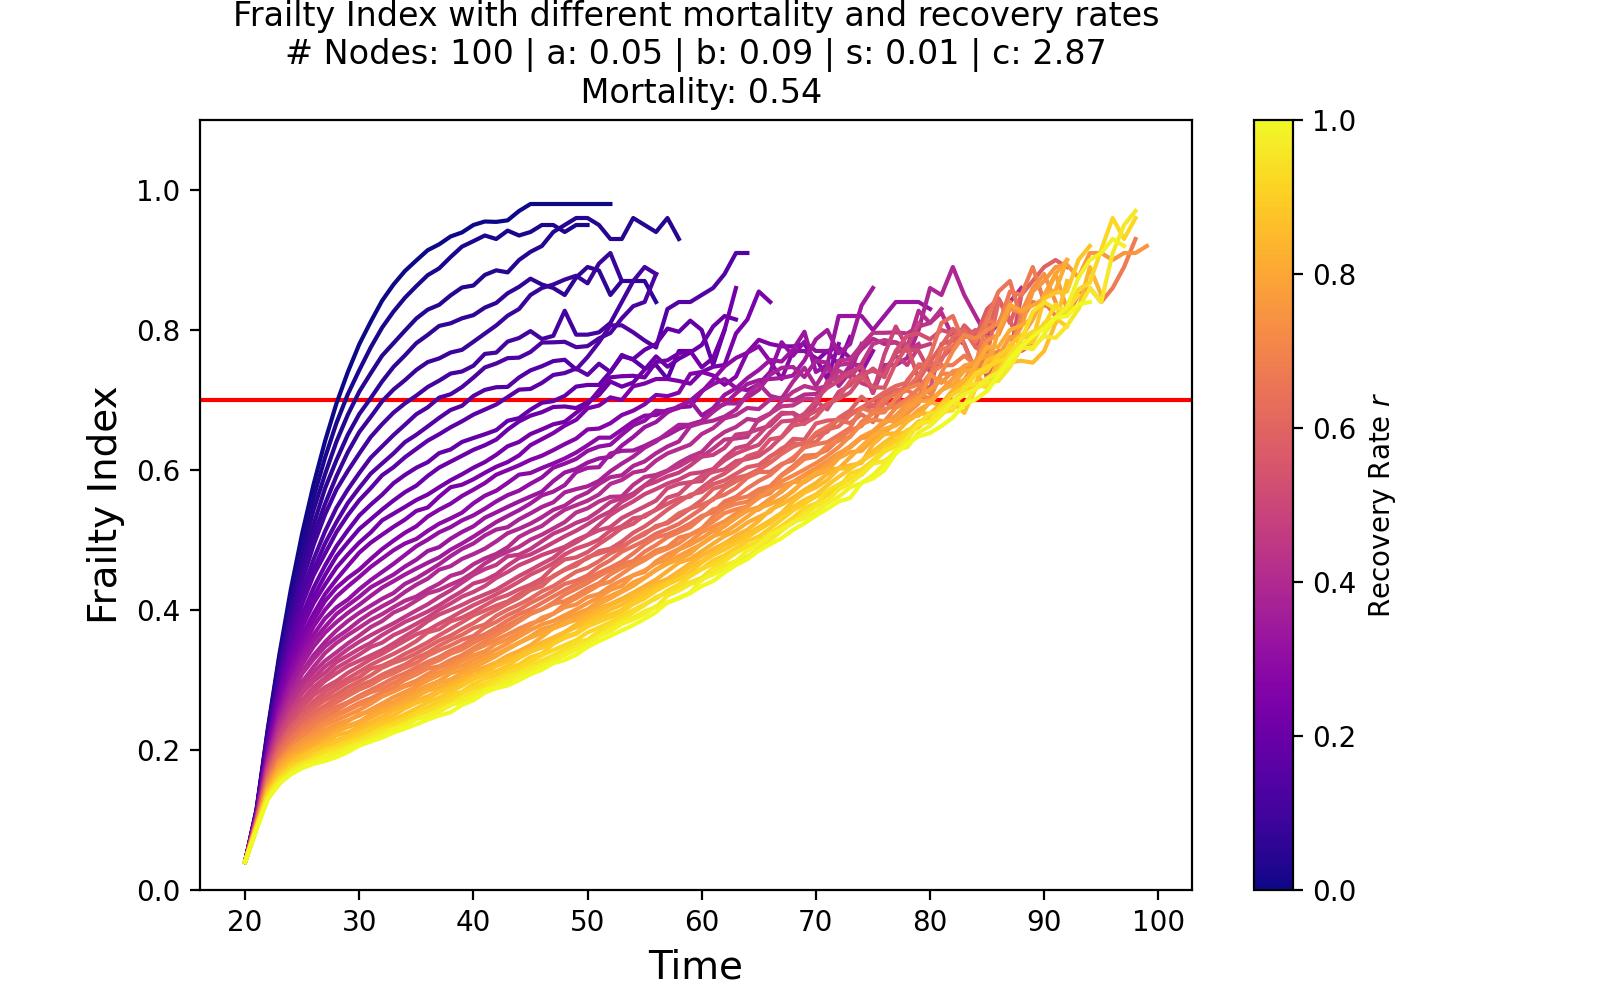 Frailty Index with different mortality and recovery rates
# Nodes: 100 | a: 0.05 | b: 0.09 | s: 0.01 | c: 2.87
Mortality: 0.54
Frailty Index
1.0
0.8
0.6
0.4
0.2
0.0
20 30 40 50 60 70 80 90 100
Time
1.0
0.8
0.6
0.4
0.2
0.0
Recovery Rate r